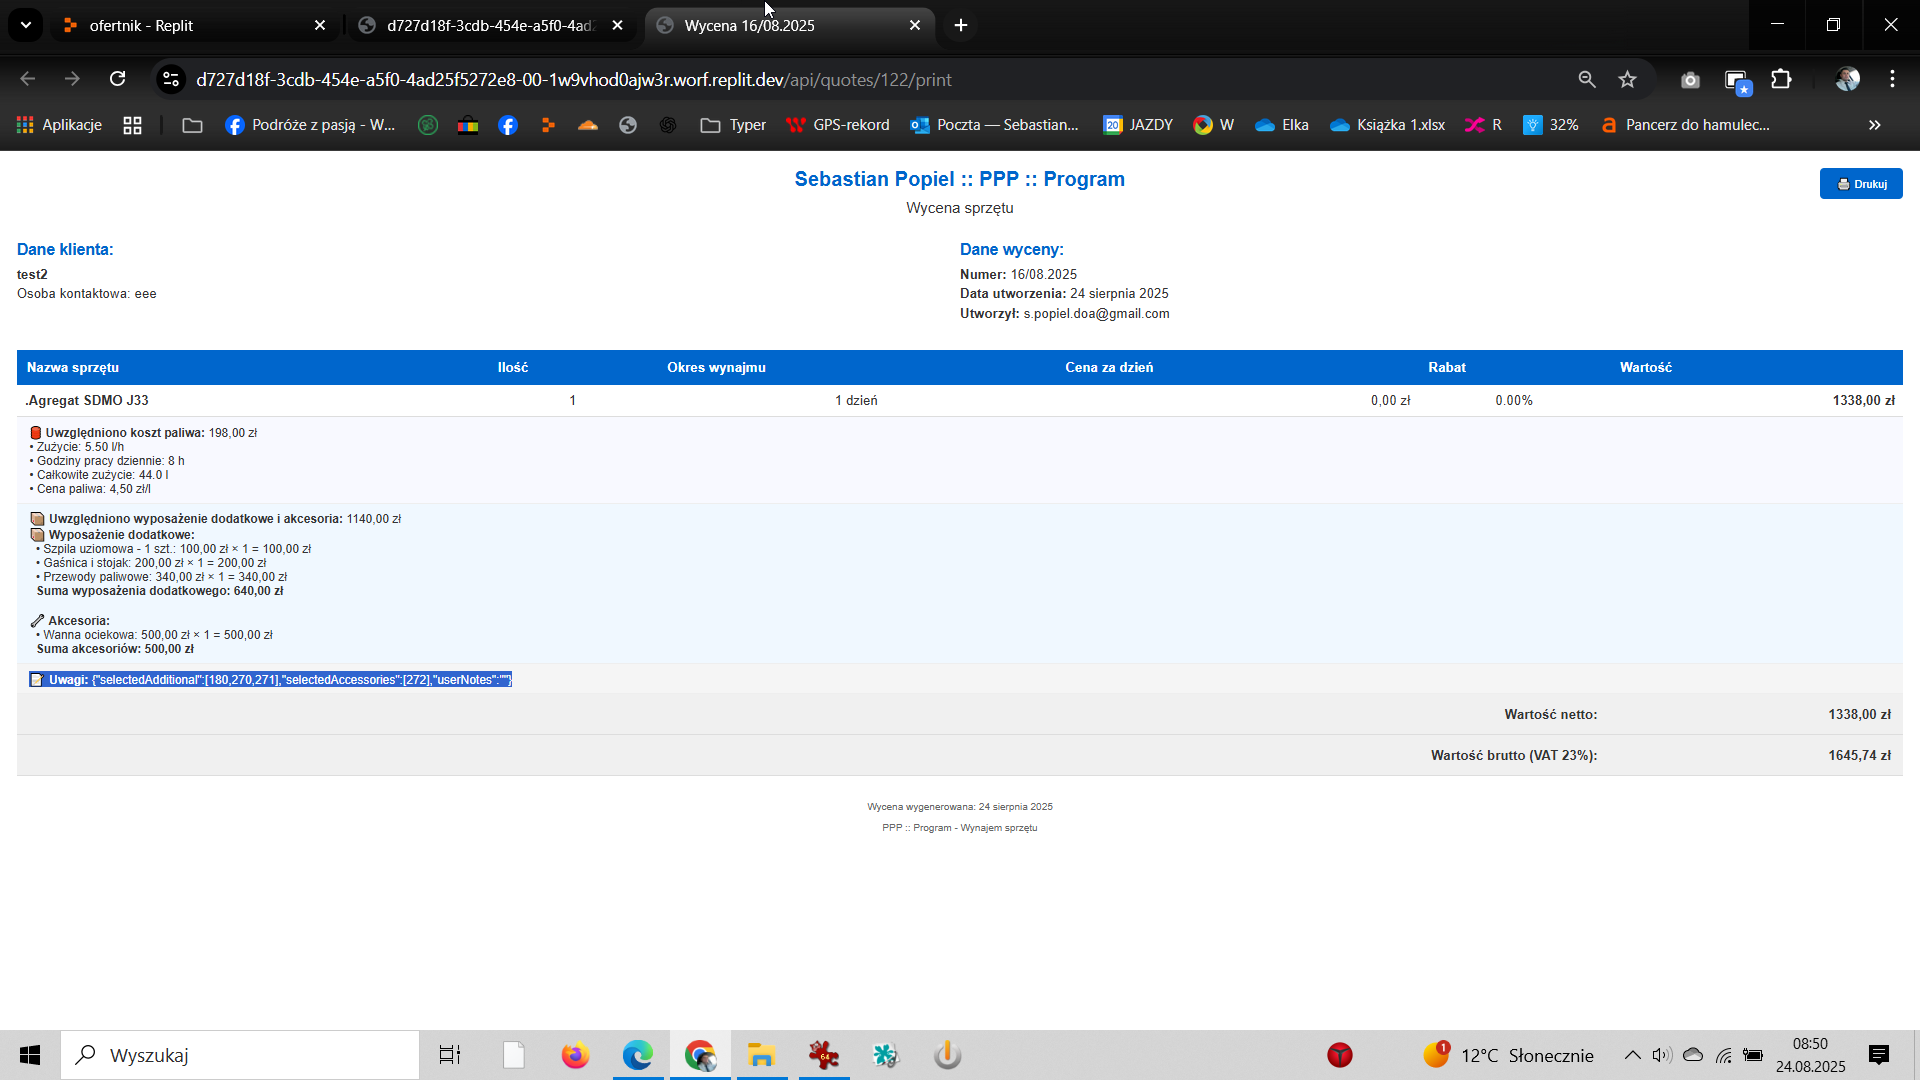 ofertnik - Replit
d727d18f-3cdb-454e-a5f0-4ad2
Wycena 16/08.2025
d727d18f-3cdb-454e-a5f0-4ad25f5272e8-00-1w9vhod0ajw3r.worf.replit.dev/api/quotes/122/print
Aplikacje
Podróże z pasją - W...
Typer
GPS-rekord
Poczta — Sebastian...
20
JAZDY
W
Elka
Książka 1.xlsx
R
32%
Pancerz do hamulec...
Sebastian Popiel :: PPP :: Program
Drukuj
Wycena sprzętu
Dane klienta:
test2
Osoba kontaktowa: eee
Dane wyceny:
Numer: 16/08.2025
Data utworzenia: 24 sierpnia 2025
Utworzył: s.popiel.doa@gmail.com
Nazwa sprzętu Ilość Okres wynajmu Cena za dzień Rabat Wartość
.Agregat SDMO J33 1 1 dzień 0,00 zł 0.00% 1338,00 zł
Uwzględniono koszt paliwa: 198,00 zł
• Zużycie: 5.50 l/h
• Godziny pracy dziennie: 8 h
• Całkowite zużycie: 44.0 l
• Cena paliwa: 4,50 zł/l
Uwzględniono wyposażenie dodatkowe i akcesoria: 1140,00 zł
Wyposażenie dodatkowe:
• Szpila uziomowa - 1 szt.: 100,00 zł × 1 = 100,00 zł
• Gaśnica i stojak: 200,00 zł × 1 = 200,00 zł
• Przewody paliwowe: 340,00 zł × 1 = 340,00 zł
Suma wyposażenia dodatkowego: 640,00 zł
Akcesoria:
• Wanna ociekowa: 500,00 zł × 1 = 500,00 zł
Suma akcesoriów: 500,00 zł
Uwagi: {"selectedAdditional":[180,270,271],"selectedAccessories":[272],"userNotes":""}
Wartość netto: 1338,00 zł
Wartość brutto (VAT 23%): 1645,74 zł
Wycena wygenerowana: 24 sierpnia 2025
PPP :: Program - Wynajem sprzętu
Wyszukaj
64
1
12°C Słonecznie
08:50
24.08.2025